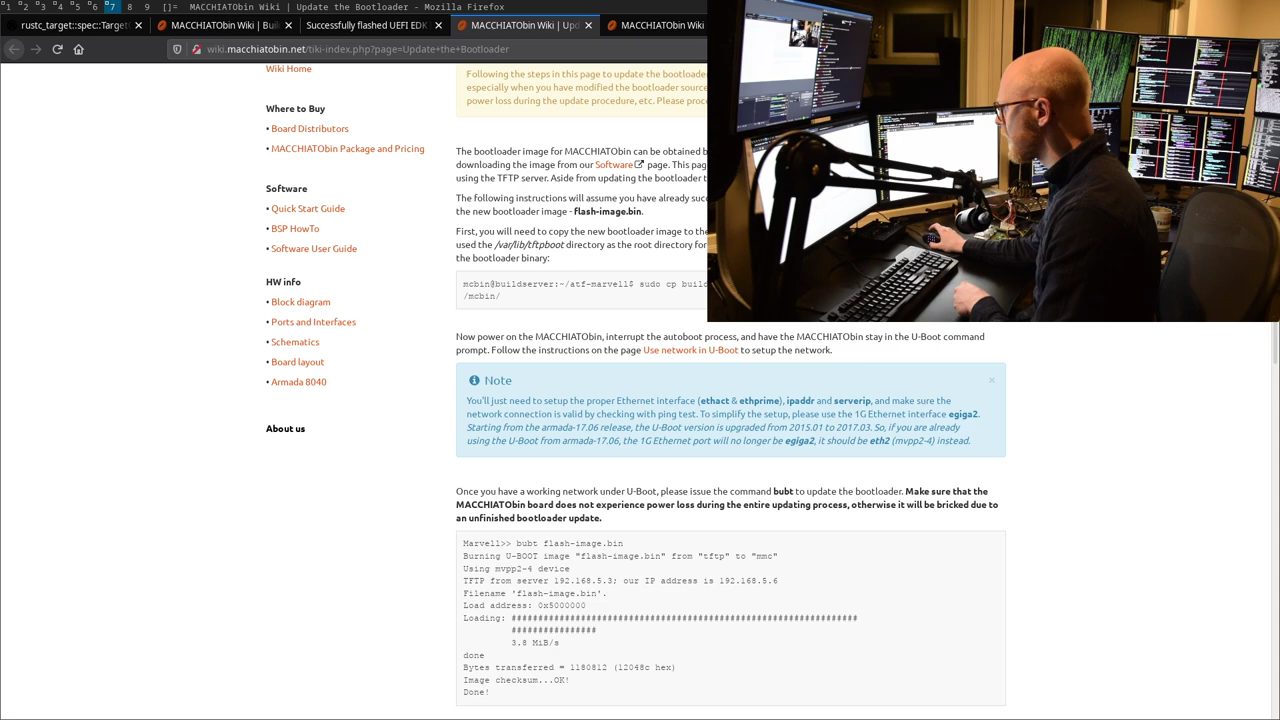 1 2 3 4 5 6 7 8 9 []= MACCHIATObin Wiki | Update the Bootloader - Mozilla Firefox
rustc_target::spec::Target
MACCHIATObin Wiki | Buil
Successfully flashed UEFI EDK
MACCHIATObin Wiki | Upd
MACCHIATObin Wiki
wiki.macchiatobin.net/tiki-index.php?page=Update+the+Bootloader
Wiki Home
Where to Buy
• Board Distributors
• MACCHIATObin Package and Pricing
Software
• Quick Start Guide
• BSP HowTo
• Software User Guide
HW info
• Block diagram
• Ports and Interfaces
• Schematics
• Board layout
• Armada 8040
About us
Following the steps in this page to update the bootloader
especially when you have modified the bootloader source
power loss during the update procedure, etc. Please proc
The bootloader image for MACCHIATObin can be obtained b
downloading the image from our Software page. This pag
using the TFTP server. Aside from updating the bootloader t
The following instructions will assume you have already succ
the new bootloader image - flash-image.bin.
First, you will need to copy the new bootloader image to the
used the /var/lib/tftpboot directory as the root directory for
the bootloader binary:
mcbin@buildserver:~/atf-marvell$ sudo cp build
/mcbin/
Now power on the MACCHIATObin, interrupt the autoboot process, and have the MACCHIATObin stay in the U-Boot command
prompt. Follow the instructions on the page Use network in U-Boot to setup the network.
Note ×
You'll just need to setup the proper Ethernet interface (ethact & ethprime), ipaddr and serverip, and make sure the
network connection is valid by checking with ping test. To simplify the setup, please use the 1G Ethernet interface egiga2.
Starting from the armada-17.06 release, the U-Boot version is upgraded from 2015.01 to 2017.03. So, if you are already
using the U-Boot from armada-17.06, the 1G Ethernet port will no longer be egiga2, it should be eth2 (mvpp2-4) instead.
Once you have a working network under U-Boot, please issue the command bubt to update the bootloader. Make sure that the
MACCHIATObin board does not experience power loss during the entire updating process, otherwise it will be bricked due to
an unfinished bootloader update.
Marvell>> bubt flash-image.bin
Burning U-BOOT image "flash-image.bin" from "tftp" to "mmc"
Using mvpp2-4 device
TFTP from server 192.168.5.3; our IP address is 192.168.5.6
Filename 'flash-image.bin'.
Load address: 0x5000000
Loading: #################################################################
################
3.8 MiB/s
done
Bytes transferred = 1180812 (12048c hex)
Image checksum...OK!
Done!